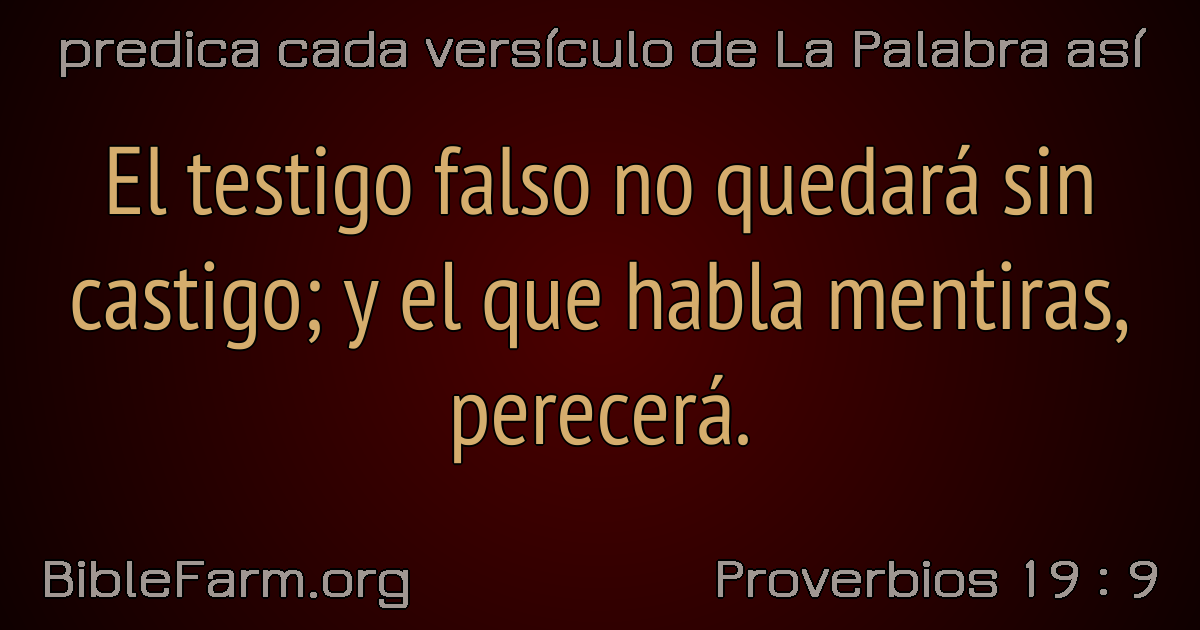 predica cada versículo de La Palabra así
El testigo falso no quedará sin
castigo; y el que habla mentiras,
perecerá.
BibleFarm.org
Proverbios 19 : 9